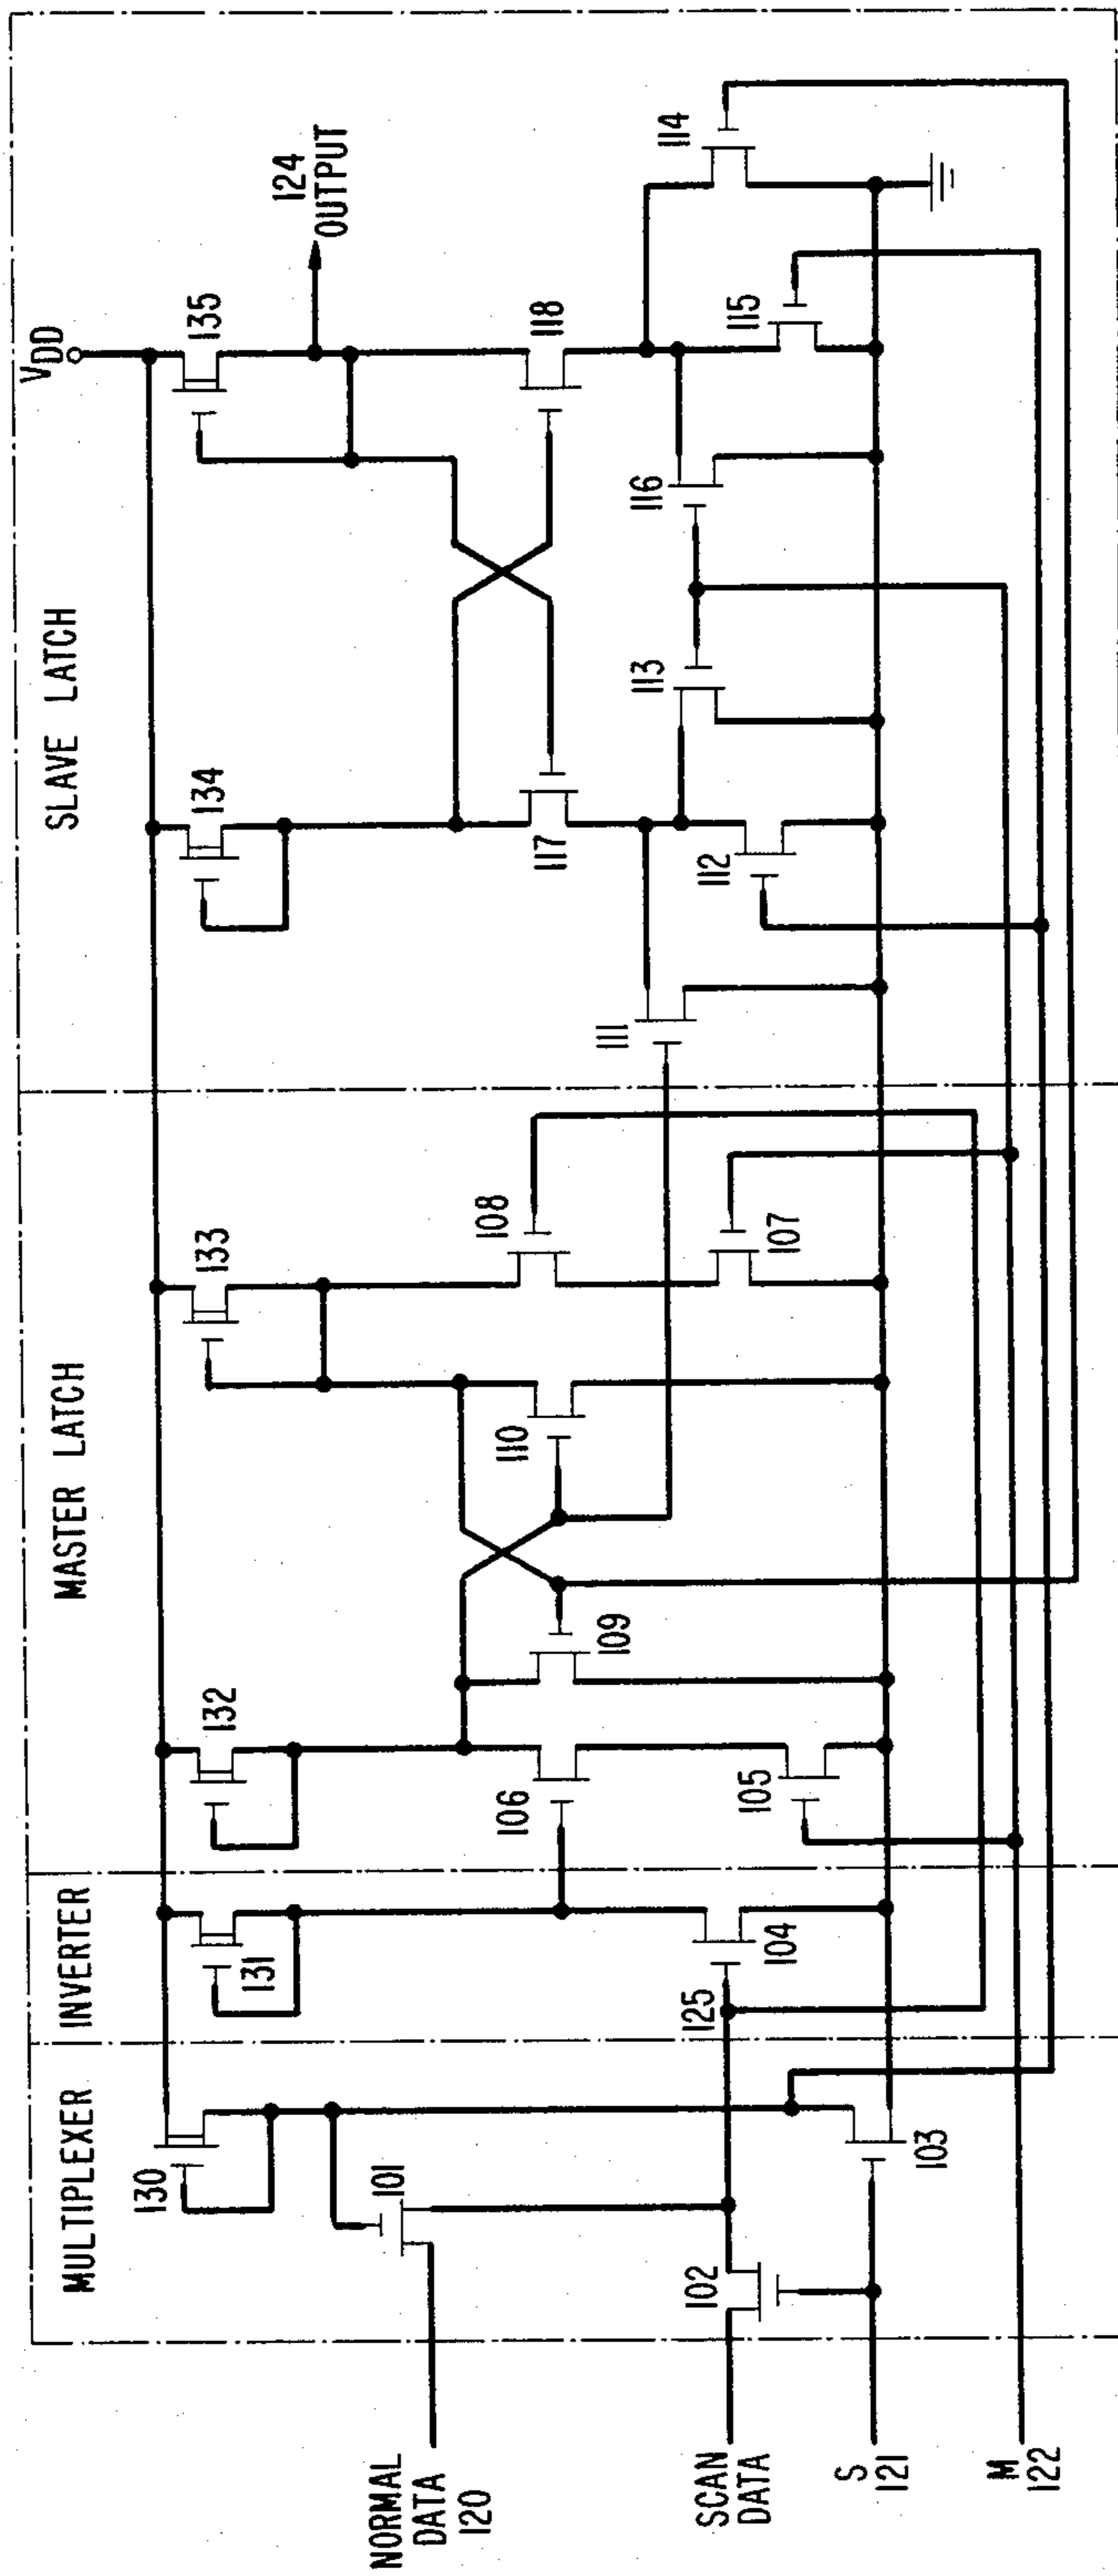 MULTIPLEXER
INVERTER
MASTER LATCH
SLAVE LATCH
VDD
130
131
132
133
134
135
124
OUTPUT
101
102
103
104
125
105
106
109
110
108
107
111
112
113
117
116
118
115
114
NORMAL
DATA
120
SCAN
DATA
S
121
M
122